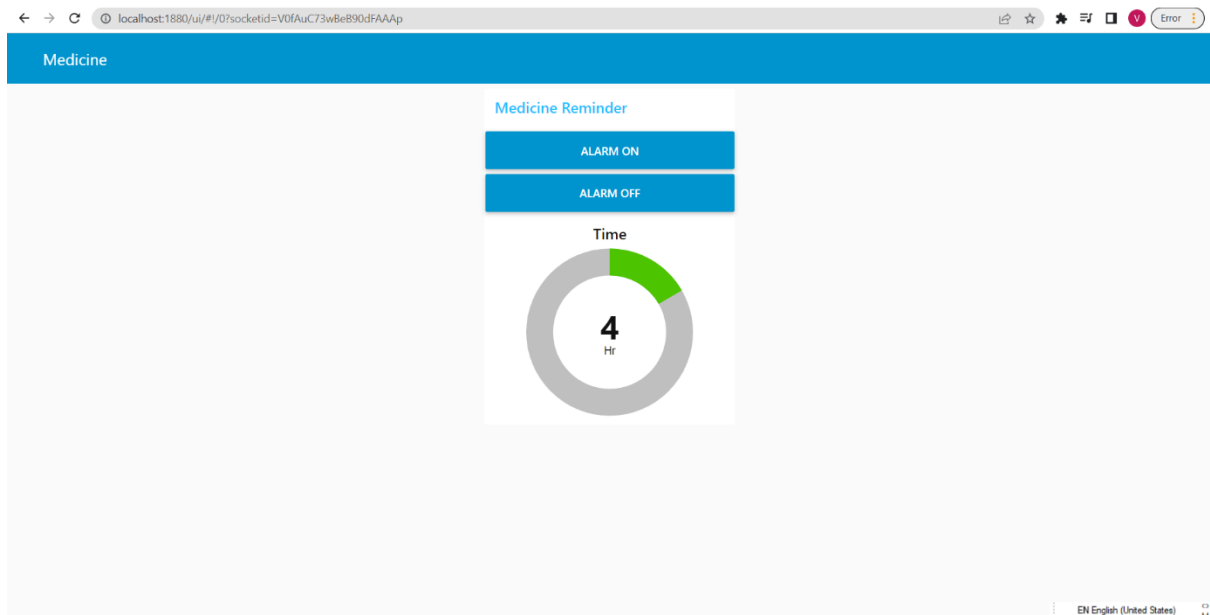 localhost:1880/ui/#!/0?socketid=V0fAuC73wBeB90dFAAAp
V
Error
Medicine
Medicine Reminder
ALARM ON
ALARM OFF
Time
4
Hr
EN English (United States)